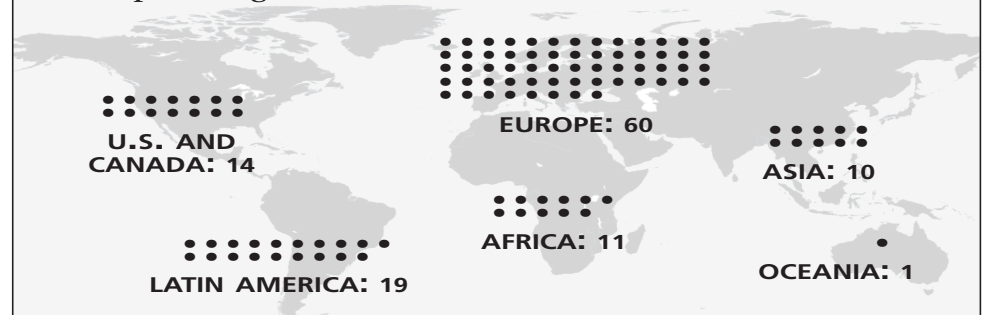 EUROPE: 60
U.S. AND
CANADA: 14
ASIA: 10
AFRICA: 11
LATIN AMERICA: 19
OCEANIA: 1